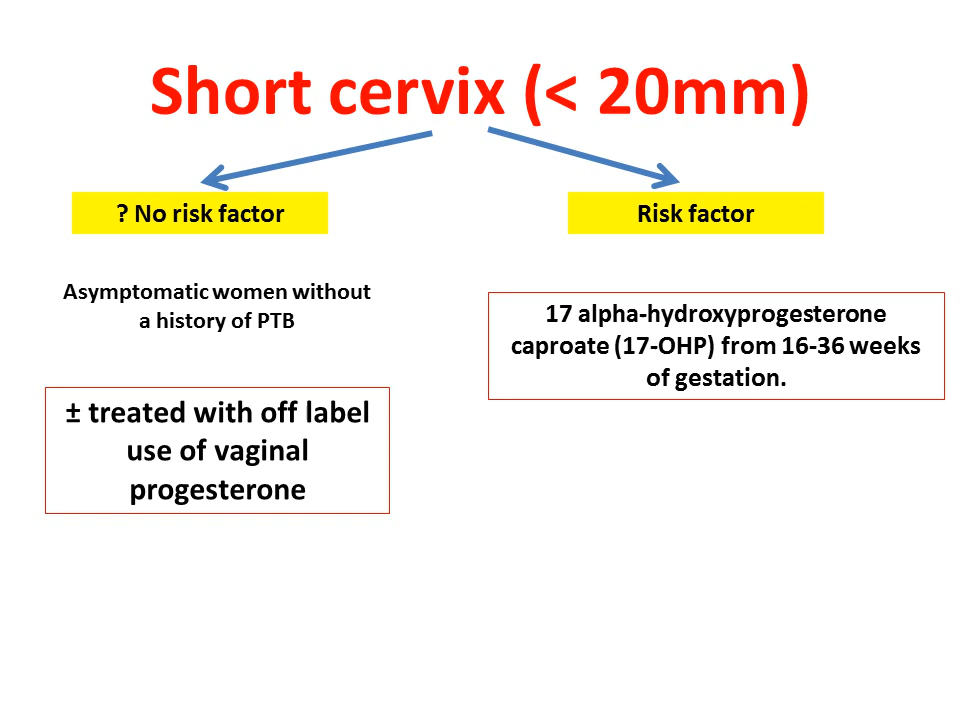 Short cervix (< 20mm)
? No risk factor
Asymptomatic women without
a history of PTB
± treated with off label
use of vaginal
progesterone
Risk factor
17 alpha-hydroxyprogesterone
caproate (17-OHP) from 16-36 weeks
of gestation.